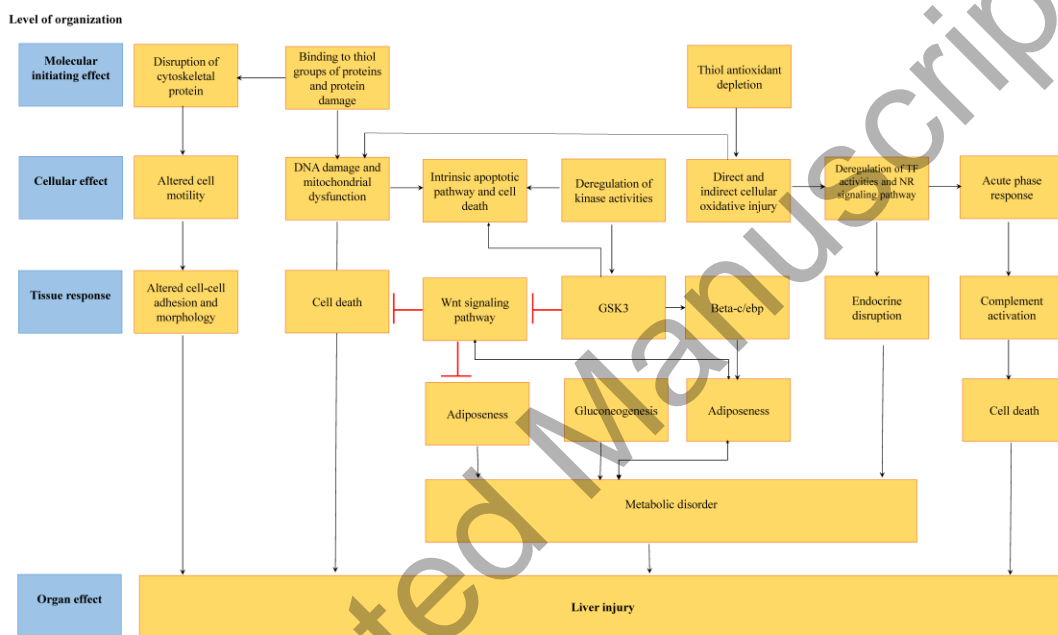 Level of organization
Molecular
initiating effect
Disruption of
cytoskeletal
protein
Binding to thiol
groups of proteins
and protein
damage
Thiol antioxidant
depletion
Cellular effect
Altered cell
motility
DNA damage and
mitochondrial
dysfunction
Intrinsic apoptotic
pathway and cell
death
Deregulation of
kinase activities
Direct and
indirect cellular
oxidative injury
Deregulation of TF
activities and NR
signaling pathway
Acute phase
response
Tissue response
Altered cell-cell
adhesion and
morphology
Cell death
Wnt signaling
pathway
GSK3
Beta-c/ebp
Endocrine
disruption
Complement
activation
Adiposeness
Gluconeogenesis
Adiposeness
Cell death
Metabolic disorder
Organ effect
Liver injury
ted Manuscrip